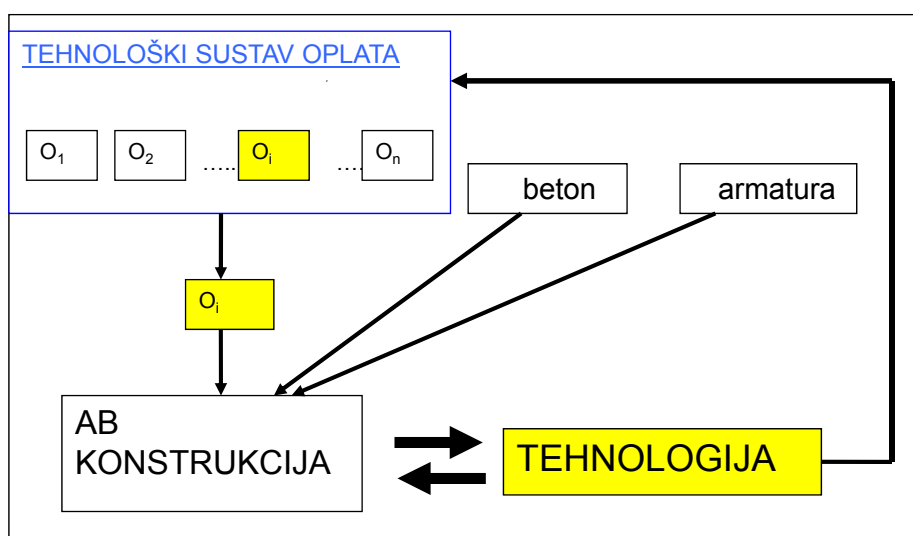 TEHNOLOŠKI SUSTAV OPLATA
O₁ O₂ ..... Oᵢ .... Oₙ
beton armatura
Oᵢ
AB
KONSTRUKCIJA
TEHNOLOGIJA